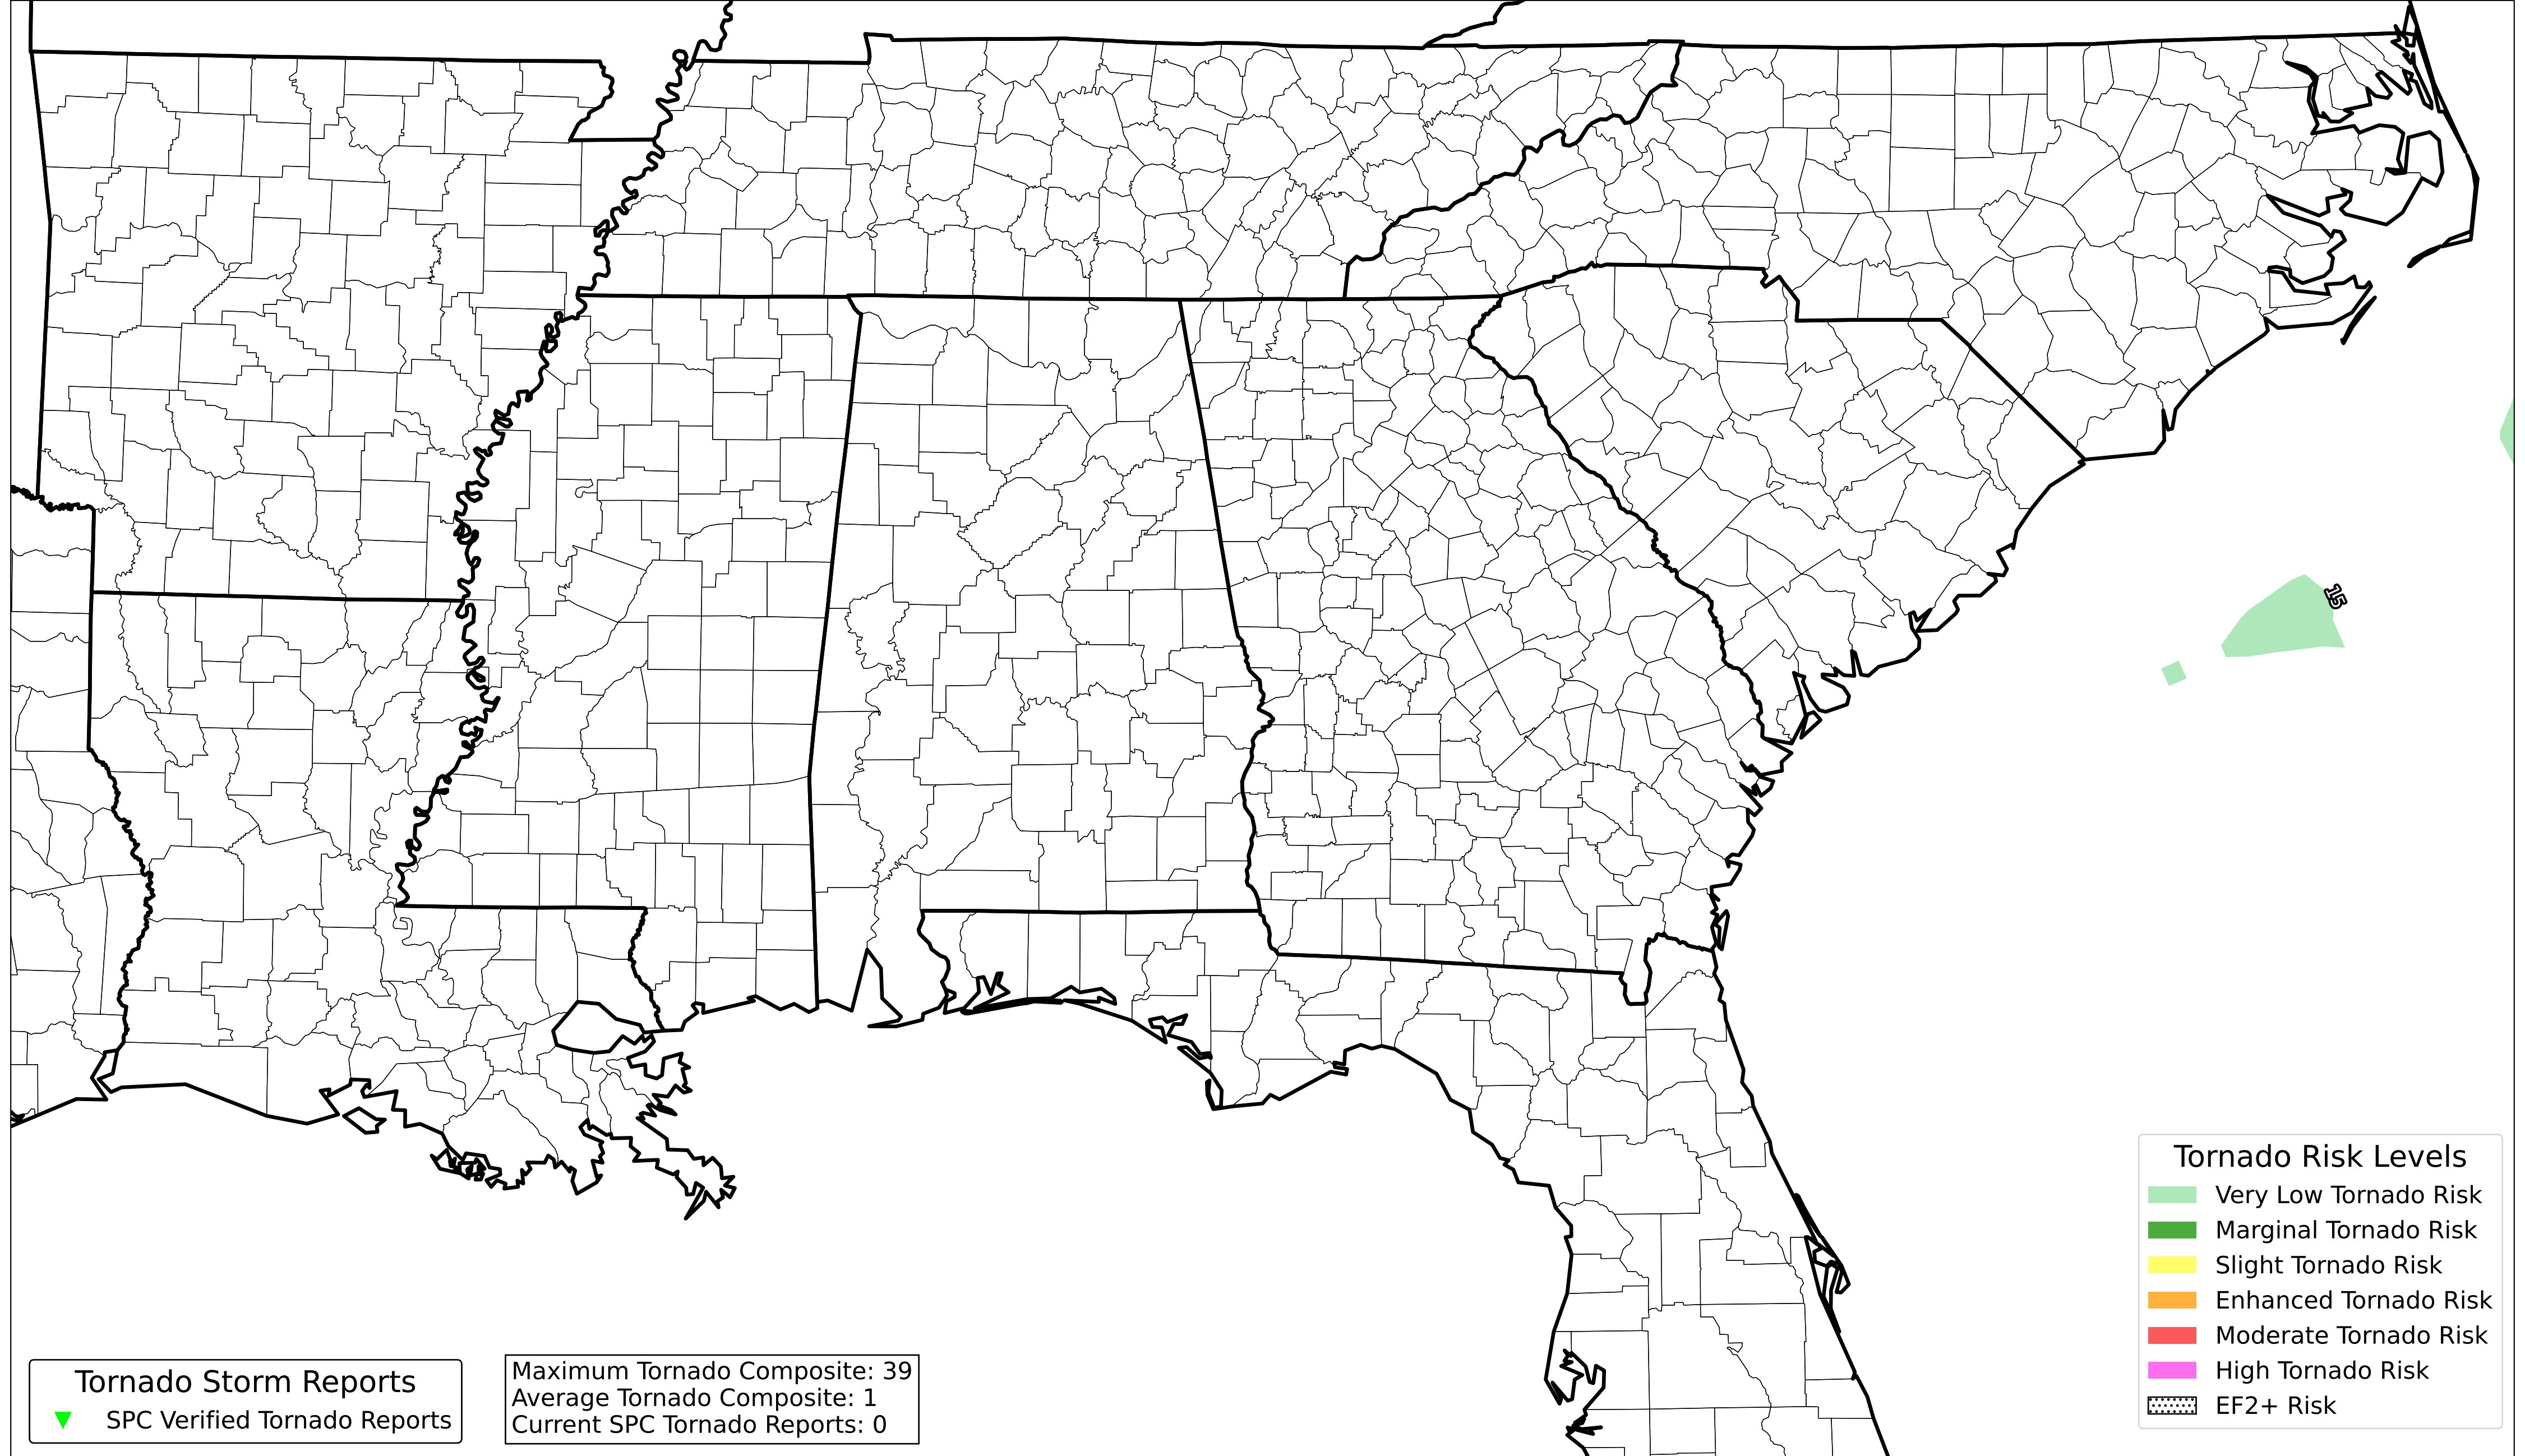 15
Tornado Risk Levels
Very Low Tornado Risk
Marginal Tornado Risk
Slight Tornado Risk
Enhanced Tornado Risk
Moderate Tornado Risk
High Tornado Risk
EF2+ Risk
Tornado Storm Reports
SPC Verified Tornado Reports
Maximum Tornado Composite: 39
Average Tornado Composite: 1
Current SPC Tornado Reports: 0